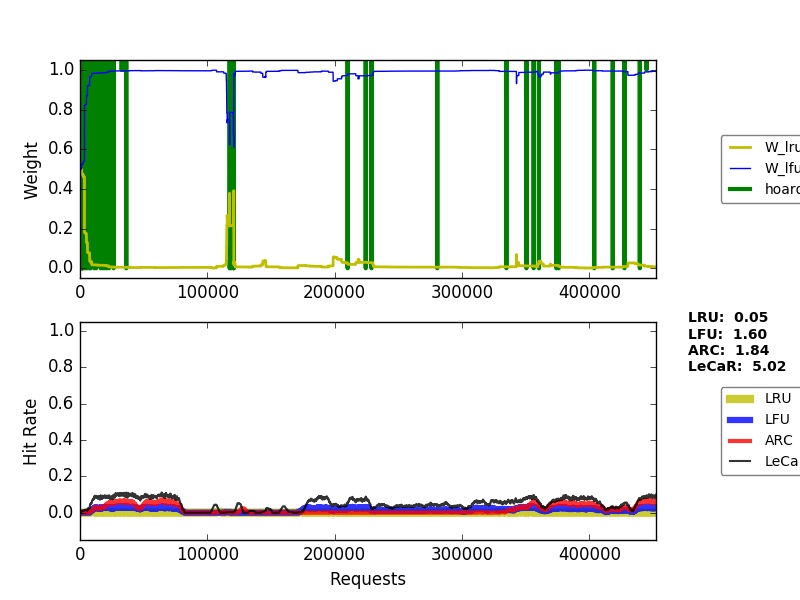 1.0
0.8
0.6
0.4
0.2
0.0
Weight
0
100000
200000
300000
400000
W_lru
W_lfu
hoard
LRU: 0.05
LFU: 1.60
ARC: 1.84
LeCaR: 5.02
1.0
0.8
0.6
0.4
0.2
0.0
Hit Rate
0
100000
200000
300000
400000
Requests
LRU
LFU
ARC
LeCa